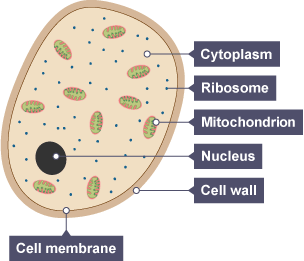 Cytoplasm
Ribosome
Mitochondrion
Nucleus
Cell wall
Cell membrane